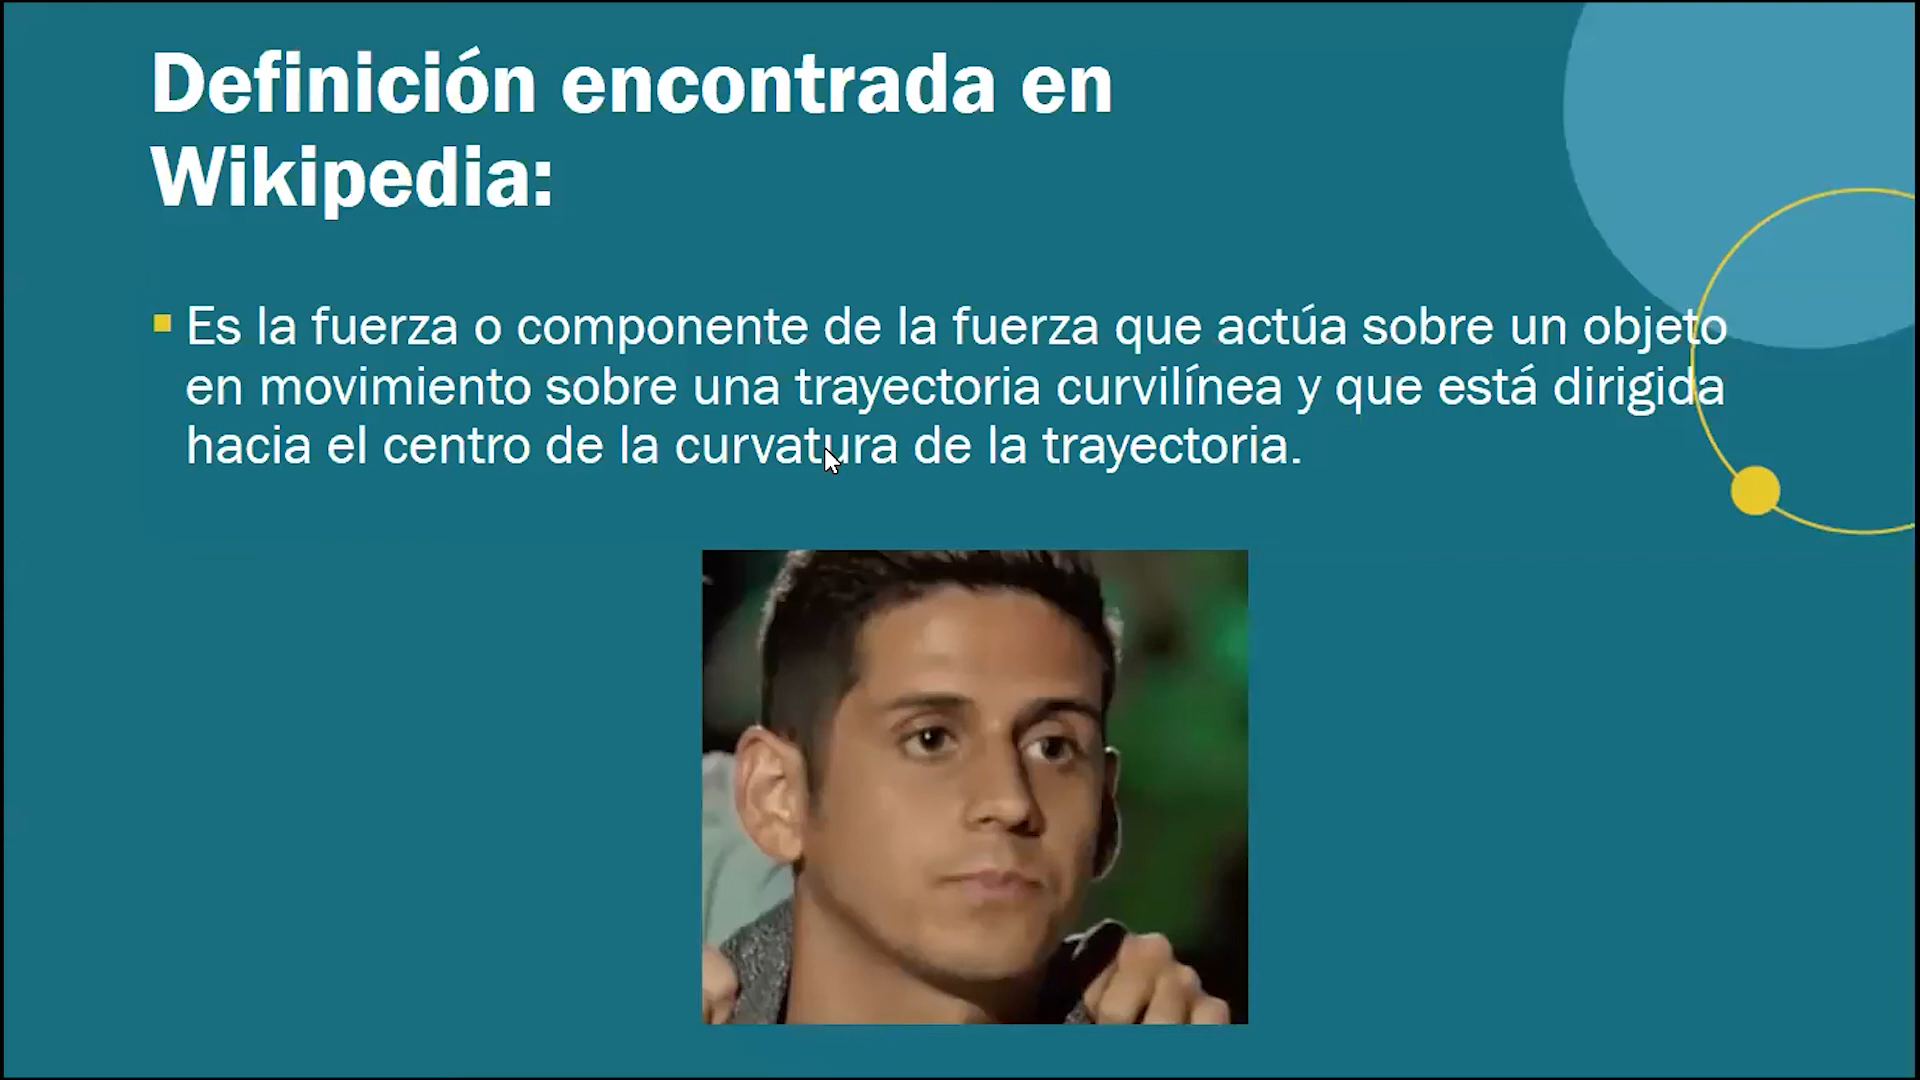 Definición encontrada en
Wikipedia:
Es la fuerza o componente de la fuerza que actúa sobre un objeto
en movimiento sobre una trayectoria curvilínea y que está dirigida
hacia el centro de la curvatura de la trayectoria.